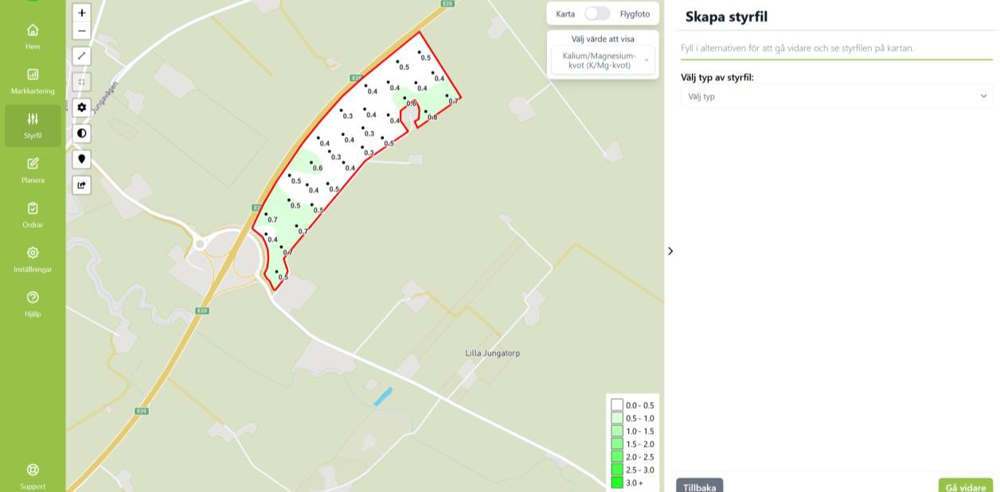 Hem
Markkartering
Styrfil
Planera
Ordrar
Inställningar
Hjälp
Support
+
−
Jungavägen
E20
E20
E20
E20
0.5
0.5
0.4
0.4
0.4
0.4
0.7
0.6
0.8
0.3
0.4
0.4
0.3
0.4
0.4
0.5
0.3
0.3
0.4
0.6
0.5
0.4
0.5
0.5
0.5
0.7
0.7
0.4
0.7
0.5
Lilla Jungatorp
Karta
Flygfoto
Välj värde att visa
Kalium/Magnesium-
kvot (K/Mg-kvot)
0.0 - 0.5
0.5 - 1.0
1.0 - 1.5
1.5 - 2.0
2.0 - 2.5
2.5 - 3.0
3.0 +
Skapa styrfil
Fyll i alternativen för att gå vidare och se styrfilen på kartan.
Välj typ av styrfil:
Välj typ
Tillbaka
Gå vidare